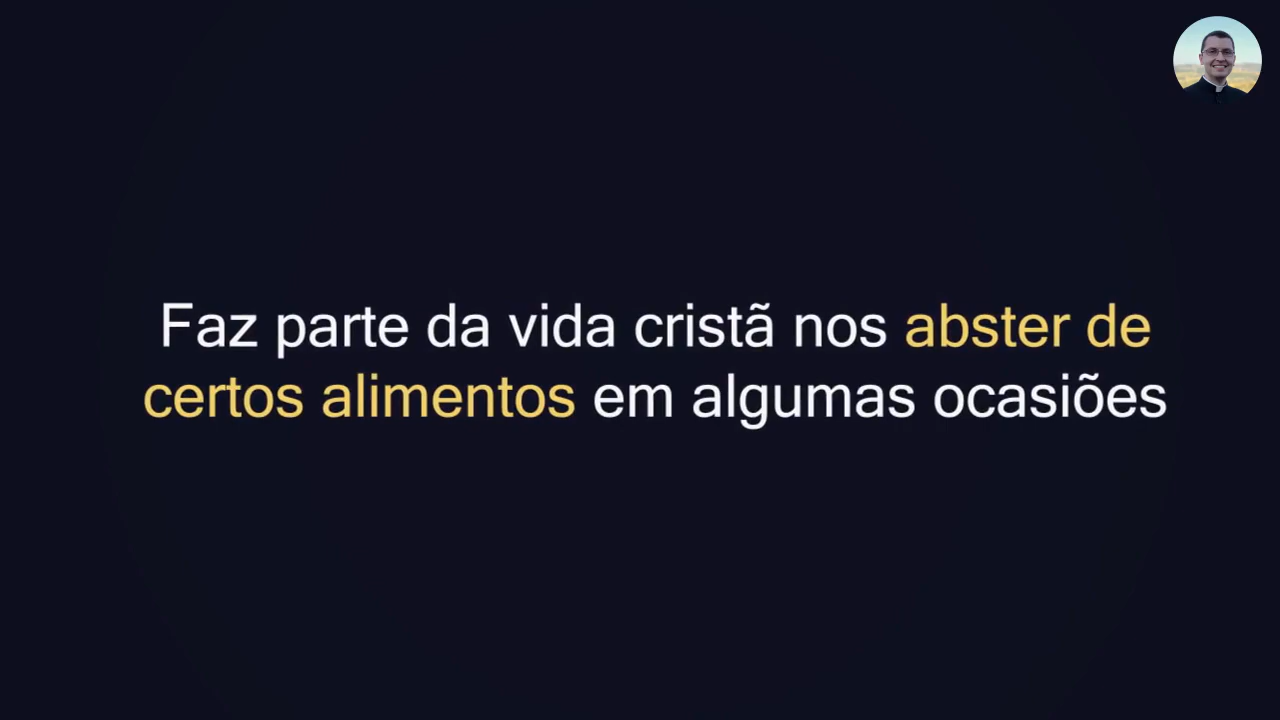 Faz parte da vida cristã nos abster de
certos alimentos em algumas ocasiões